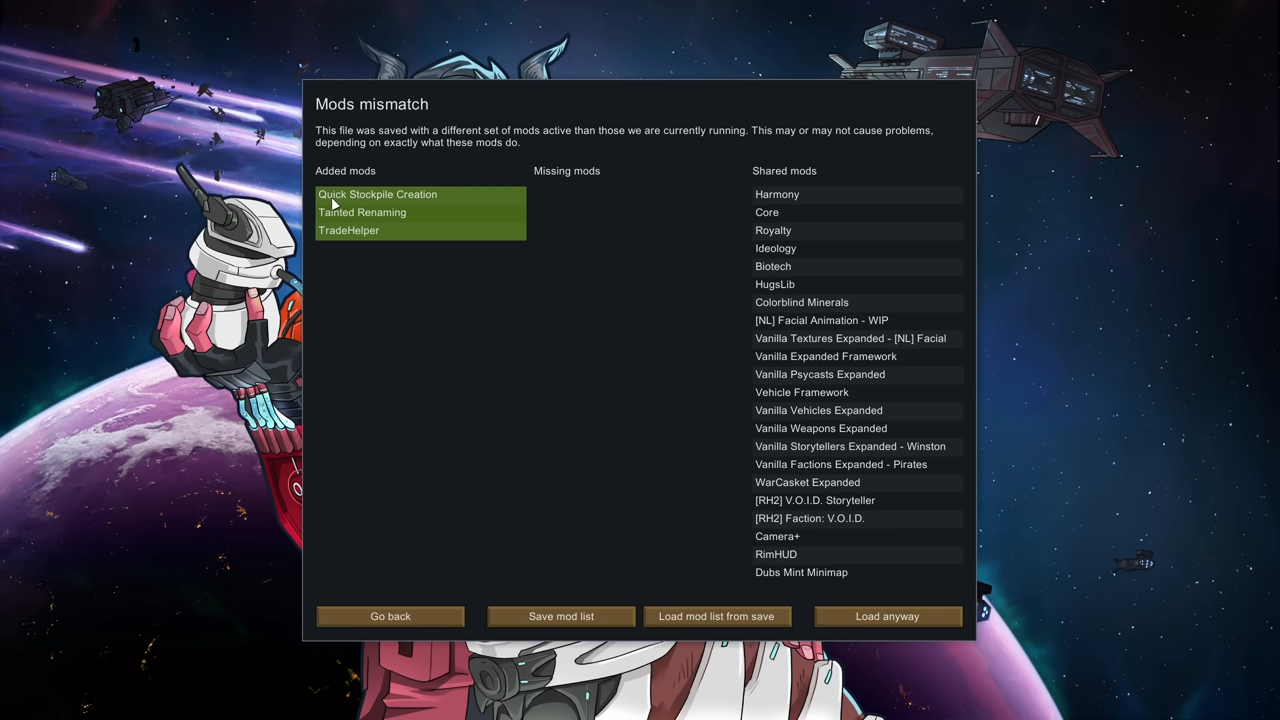 Mods mismatch
This file was saved with a different set of mods active than those we are currently running. This may or may not cause problems,
depending on exactly what these mods do.
Added mods
Quick Stockpile Creation
Tainted Renaming
TradeHelper
Missing mods
Shared mods
Harmony
Core
Royalty
Ideology
Biotech
HugsLib
Colorblind Minerals
[NL] Facial Animation - WIP
Vanilla Textures Expanded - [NL] Facial
Vanilla Expanded Framework
Vanilla Psycasts Expanded
Vehicle Framework
Vanilla Vehicles Expanded
Vanilla Weapons Expanded
Vanilla Storytellers Expanded - Winston
Vanilla Factions Expanded - Pirates
WarCasket Expanded
[RH2] V.O.I.D. Storyteller
[RH2] Faction: V.O.I.D.
Camera+
RimHUD
Dubs Mint Minimap
Go back
Save mod list
Load mod list from save
Load anyway